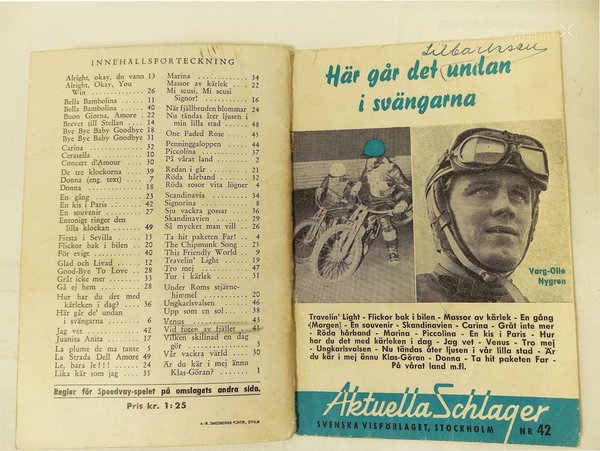 INNEHÅLLSFÖRTECKNING
Alright, okay, du vann 15
Alright, Okay, You
Win - - - - - 26
Bella Bambolina - - 11
Bella Bambolina - - 40
Buon Giorna, Amore - - 22
Brevet till Stellan - - 14
Bye Bye Baby Goodbye 18
Bye Bye Baby Goodbye 31
Carina - - - - 32
Cerasella - - - - 10
Concert d'Amour - - 30
De tre klockorna - - 39
Donna (eng. text) - - 7
Donna - - - - 18
En gång - - - - 23
En kis i Paris - - - 42
En souvenir - - - 27
Entonigt ringer den
lilla klockan - - - 49
Fiesta i Sevilla - - 15
Flickor bak i bilen - - 20
För evigt - - - - 40
Glad och Livad - - 12
Good-Bye To Love - - 28
Gråt icke mer - - - 33
Gå ej hem - - - - 28
Hur har det med
kärleken i dag? - - 36
Här går de' undan
i svängarna - - - 6
Jag vet - - - - 42
Juanita Anita - - - 17
La plume de ma tante 5
La Strada Dell Amore 49
Le, bara le!!! - - - 24
Lika kär som jag - - 35
Marina - - - - 34
Massor av kärlek - - 22
Mi scusi, Mi scusi
Signor! - - - - 16
När fjällbruden blommar 24
Nu tändas åter ljusen i
min lilla stad - - - 48
One Faded Rose - - 45
Penninggaloppen - - 44
Piccolina - - - - 37
På vårat land - - - 2
Redan i går - - - 21
Röda hårband - - - 32
Röda rosor vita lögner 4
Scandinavia - - - 34
Signorina - - - - 8
Sju vackra gossar - - 36
Skandinavien - - - 29
Så mycket man vill - - 26
Ta hit paketen Far! - - 4
The Chipmunk Song - - 25
This Friendly World - - 9
Travelin' Light - - 19
Tro mej - - - - 47
Tur i kärlek - - - 31
Under Roms stjärne-
himmel - - - - 20
Ungkarlsvalsen - - - 46
Upp som en sol - - 38
Venus - - - - 43
Vid foten av fjället - - 41
Vilken skillnad en dag
gör - - - - - 3
Vår vackra värld - - 30
Är du kär i mej ännu
Klas-Göran? - - - 1
Regler för Speedway-spelet på omslagets andra sida.
Pris kr. 1:25
A.-B. SMEDBERGS F.OKTR., STHLM
Här går det undan
i svängarna
Varg-Olle
Nygren
Travelin' Light - Flickor bak i bilen - Massor av kärlek - En gång
(Morgen) - En souvenir - Skandinavien - Carina - Gråt inte mer
- Röda hårband - Marina - Piccolina - En kis i Paris - Hur
har du det med kärleken i dag - Jag vet - Venus - Tro mej
- Ungkarlsvalsen - Nu tändas åter ljusen i vår lilla stad - Är
du kär i mej ännu Klas-Göran - Donna - Ta hit paketen Far -
På vårat land m.fl.
Aktuella Schlager
SVENSKA VISFÖRLAGET, STOCKHOLM NR 42